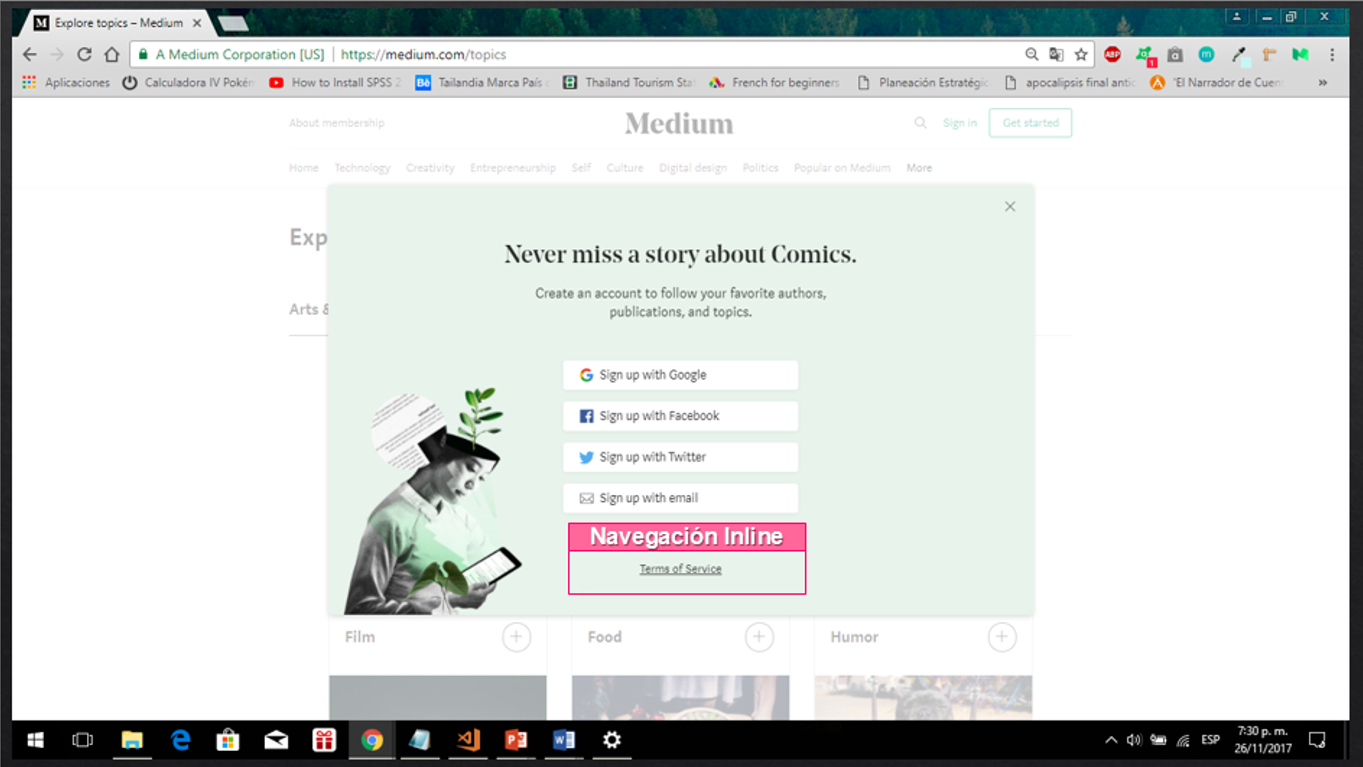 Explore topics – Medium
A Medium Corporation [US] https://medium.com/topics
ABP
1
Aplicaciones Calculadora IV Pokém How to Install SPSS 2 Bē Tailandia Marca País Thailand Tourism Stat French for beginners Planeación Estratégic apocalipsis final antic "El Narrador de Cuen »
About membership
Medium
Sign in
Get started
Home Technology Creativity Entrepreneurship Self Culture Digital design Politics Popular on Medium More
Exp
Arts &
Never miss a story about Comics.
Create an account to follow your favorite authors,
publications, and topics.
Sign up with Google
Sign up with Facebook
Sign up with Twitter
Sign up with email
Navegación Inline
Terms of Service
Film
Food
Humor
ESP
7:30 p. m.
26/11/2017